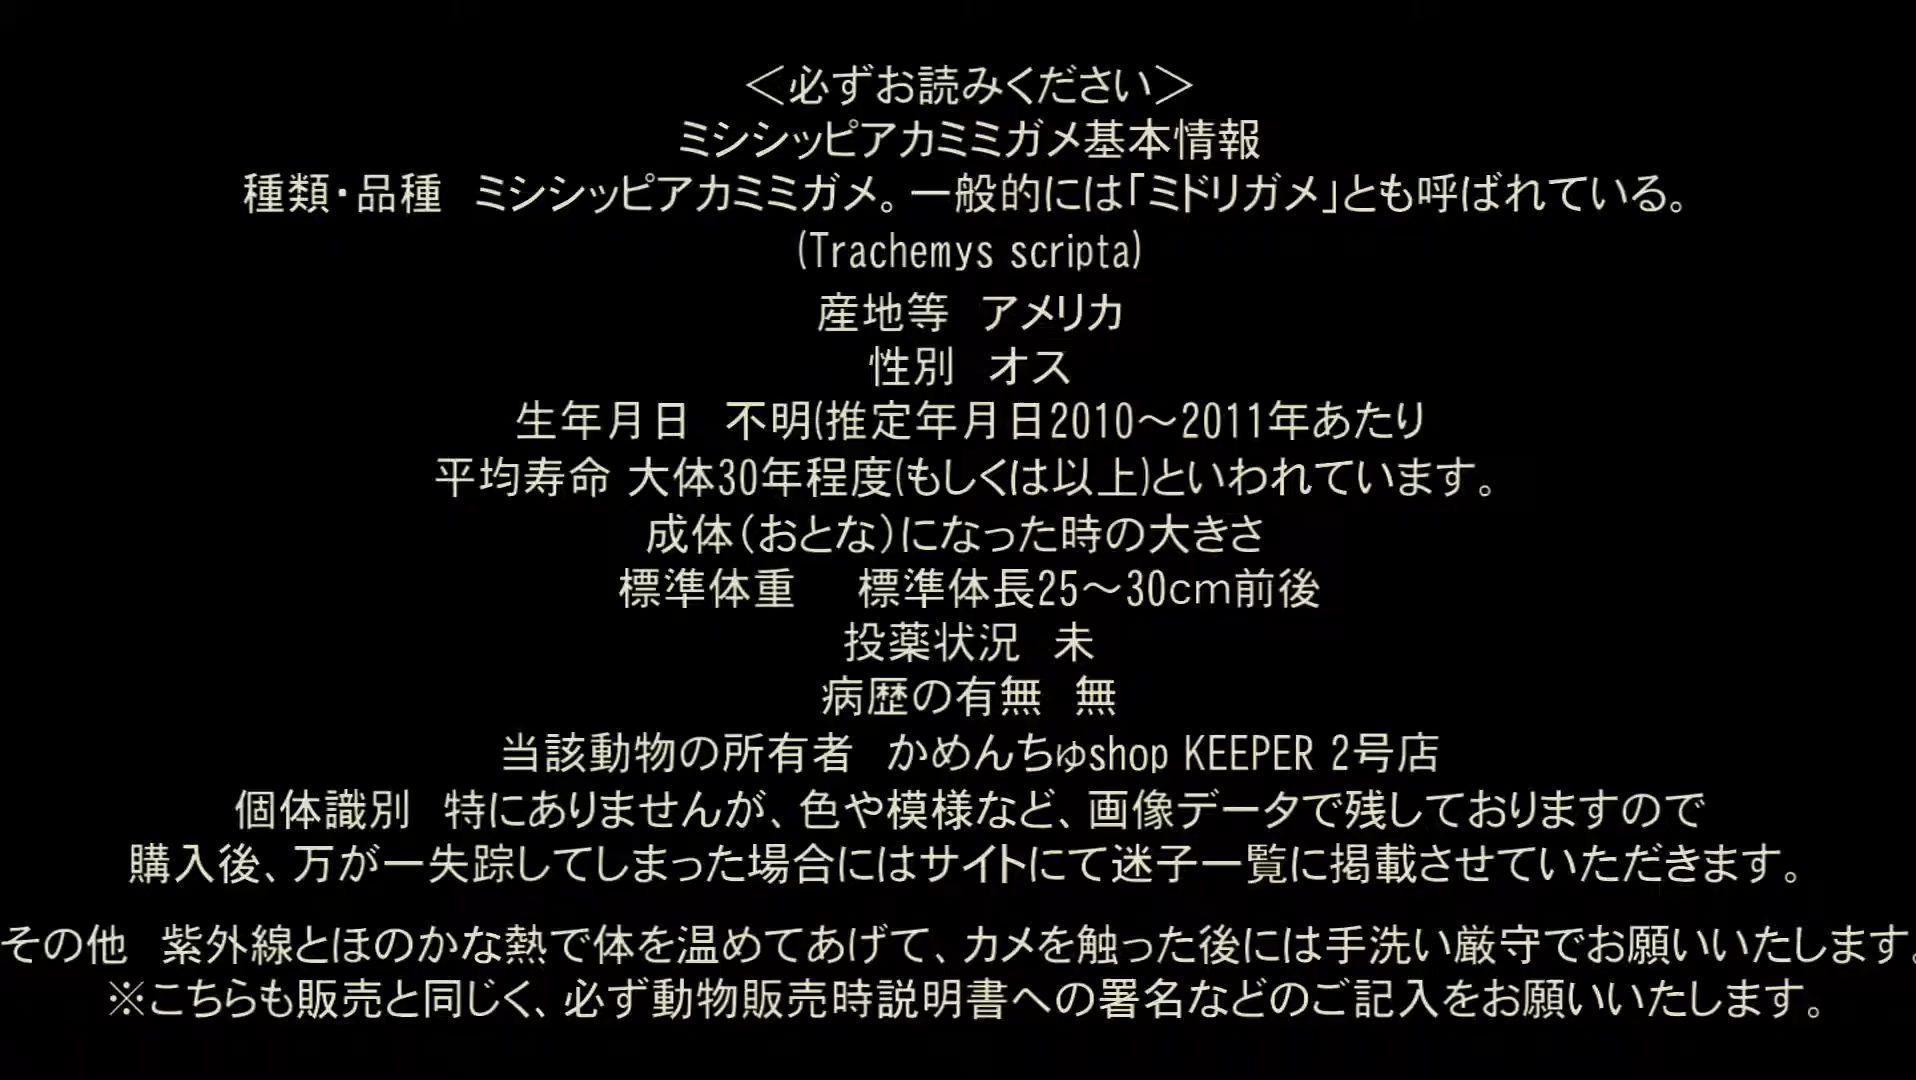 ＜必ずお読みください＞
ミシシッピアカミミガメ基本情報
種類・品種　ミシシッピアカミミガメ。一般的には「ミドリガメ」とも呼ばれている。
(Trachemys scripta)
産地等　アメリカ
性別　オス
生年月日　不明(推定年月日2010～2011年あたり
平均寿命 大体30年程度(もしくは以上)といわれています。
成体（おとな）になった時の大きさ
標準体重　 標準体長25～30ｃｍ前後
投薬状況　未
病歴の有無　無
当該動物の所有者　かめんちゅshop KEEPER 2号店
個体識別　特にありませんが、色や模様など、画像データで残しておりますので
購入後、万が一失踪してしまった場合にはサイトにて迷子一覧に掲載させていただきます。
その他　紫外線とほのかな熱で体を温めてあげて、カメを触った後には手洗い厳守でお願いいたします。
※こちらも販売と同じく、必ず動物販売時説明書への署名などのご記入をお願いいたします。